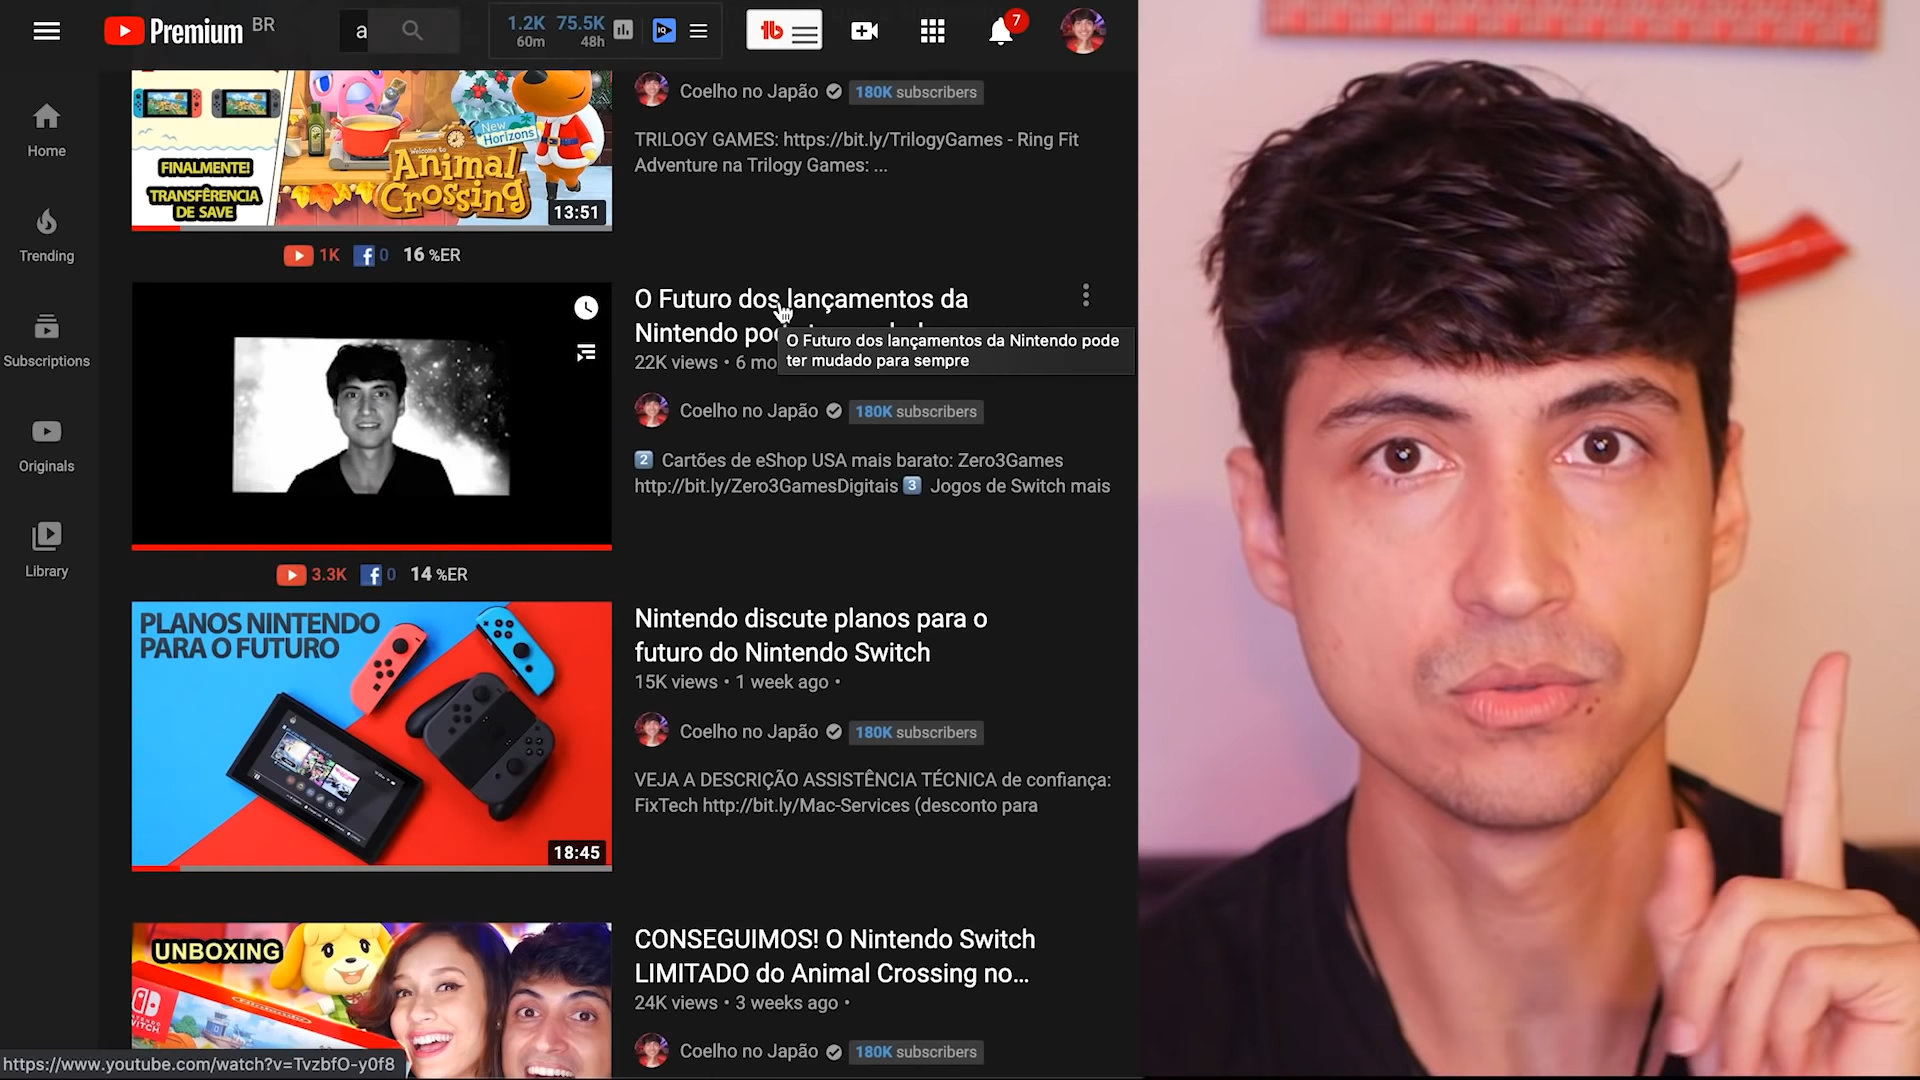 Premium BR
a
1.2K 75.5K
60m 48h
7
Home
Trending
Subscriptions
Originals
Library
New
Horizons
Welcome to
Animal
Crossing
FINALMENTE!
TRANSFÊRENCIA
DE SAVE
13:51
Coelho no Japão 180K subscribers
TRILOGY GAMES: https://bit.ly/TrilogyGames - Ring Fit
Adventure na Trilogy Games: ...
1K 0 16 %ER
O Futuro dos lançamentos da
Nintendo
22K views • 6 mo
O Futuro dos lançamentos da Nintendo pode
ter mudado para sempre
Coelho no Japão 180K subscribers
2 Cartões de eShop USA mais barato: Zero3Games
http://bit.ly/Zero3GamesDigitais 3 Jogos de Switch mais
3.3K 0 14 %ER
PLANOS NINTENDO
PARA O FUTURO
18:45
Nintendo discute planos para o
futuro do Nintendo Switch
15K views • 1 week ago •
Coelho no Japão 180K subscribers
VEJA A DESCRIÇÃO ASSISTÊNCIA TÉCNICA de confiança:
FixTech http://bit.ly/Mac-Services (desconto para
UNBOXING
CONSEGUIMOS! O Nintendo Switch
LIMITADO do Animal Crossing no...
24K views • 3 weeks ago •
Coelho no Japão 180K subscribers
https://www.youtube.com/watch?v=TvzbfO-y0f8